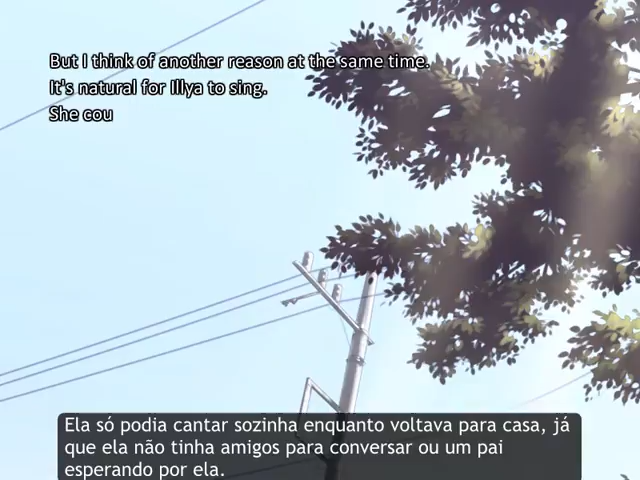 But I think of another reason at the same time.
It's natural for Illya to sing.
She cou
Ela só podia cantar sozinha enquanto voltava para casa, já
que ela não tinha amigos para conversar ou um pai
esperando por ela.